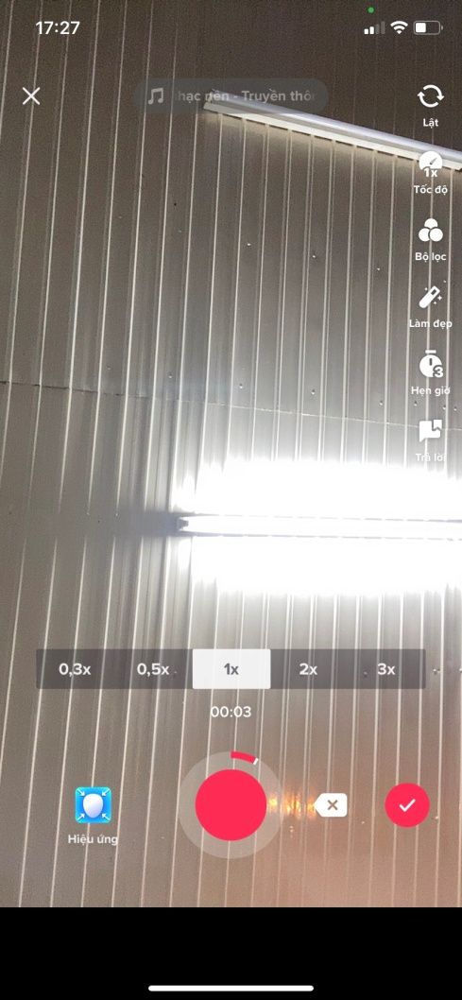 17:27
hạc nền - Truyền thôn
Lật
1x
Tốc độ
Bộ lọc
Làm đẹp
3
Hẹn giờ
Trả lời
0,3x 0,5x 1x 2x 3x
00:03
Hiệu ứng